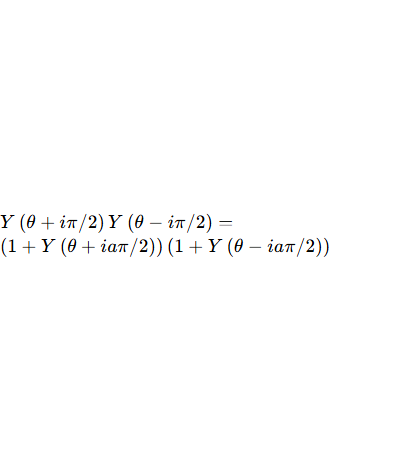 Y (θ + iπ/2) Y (θ − iπ/2) =
(1 + Y (θ + iaπ/2)) (1 + Y (θ − iaπ/2))